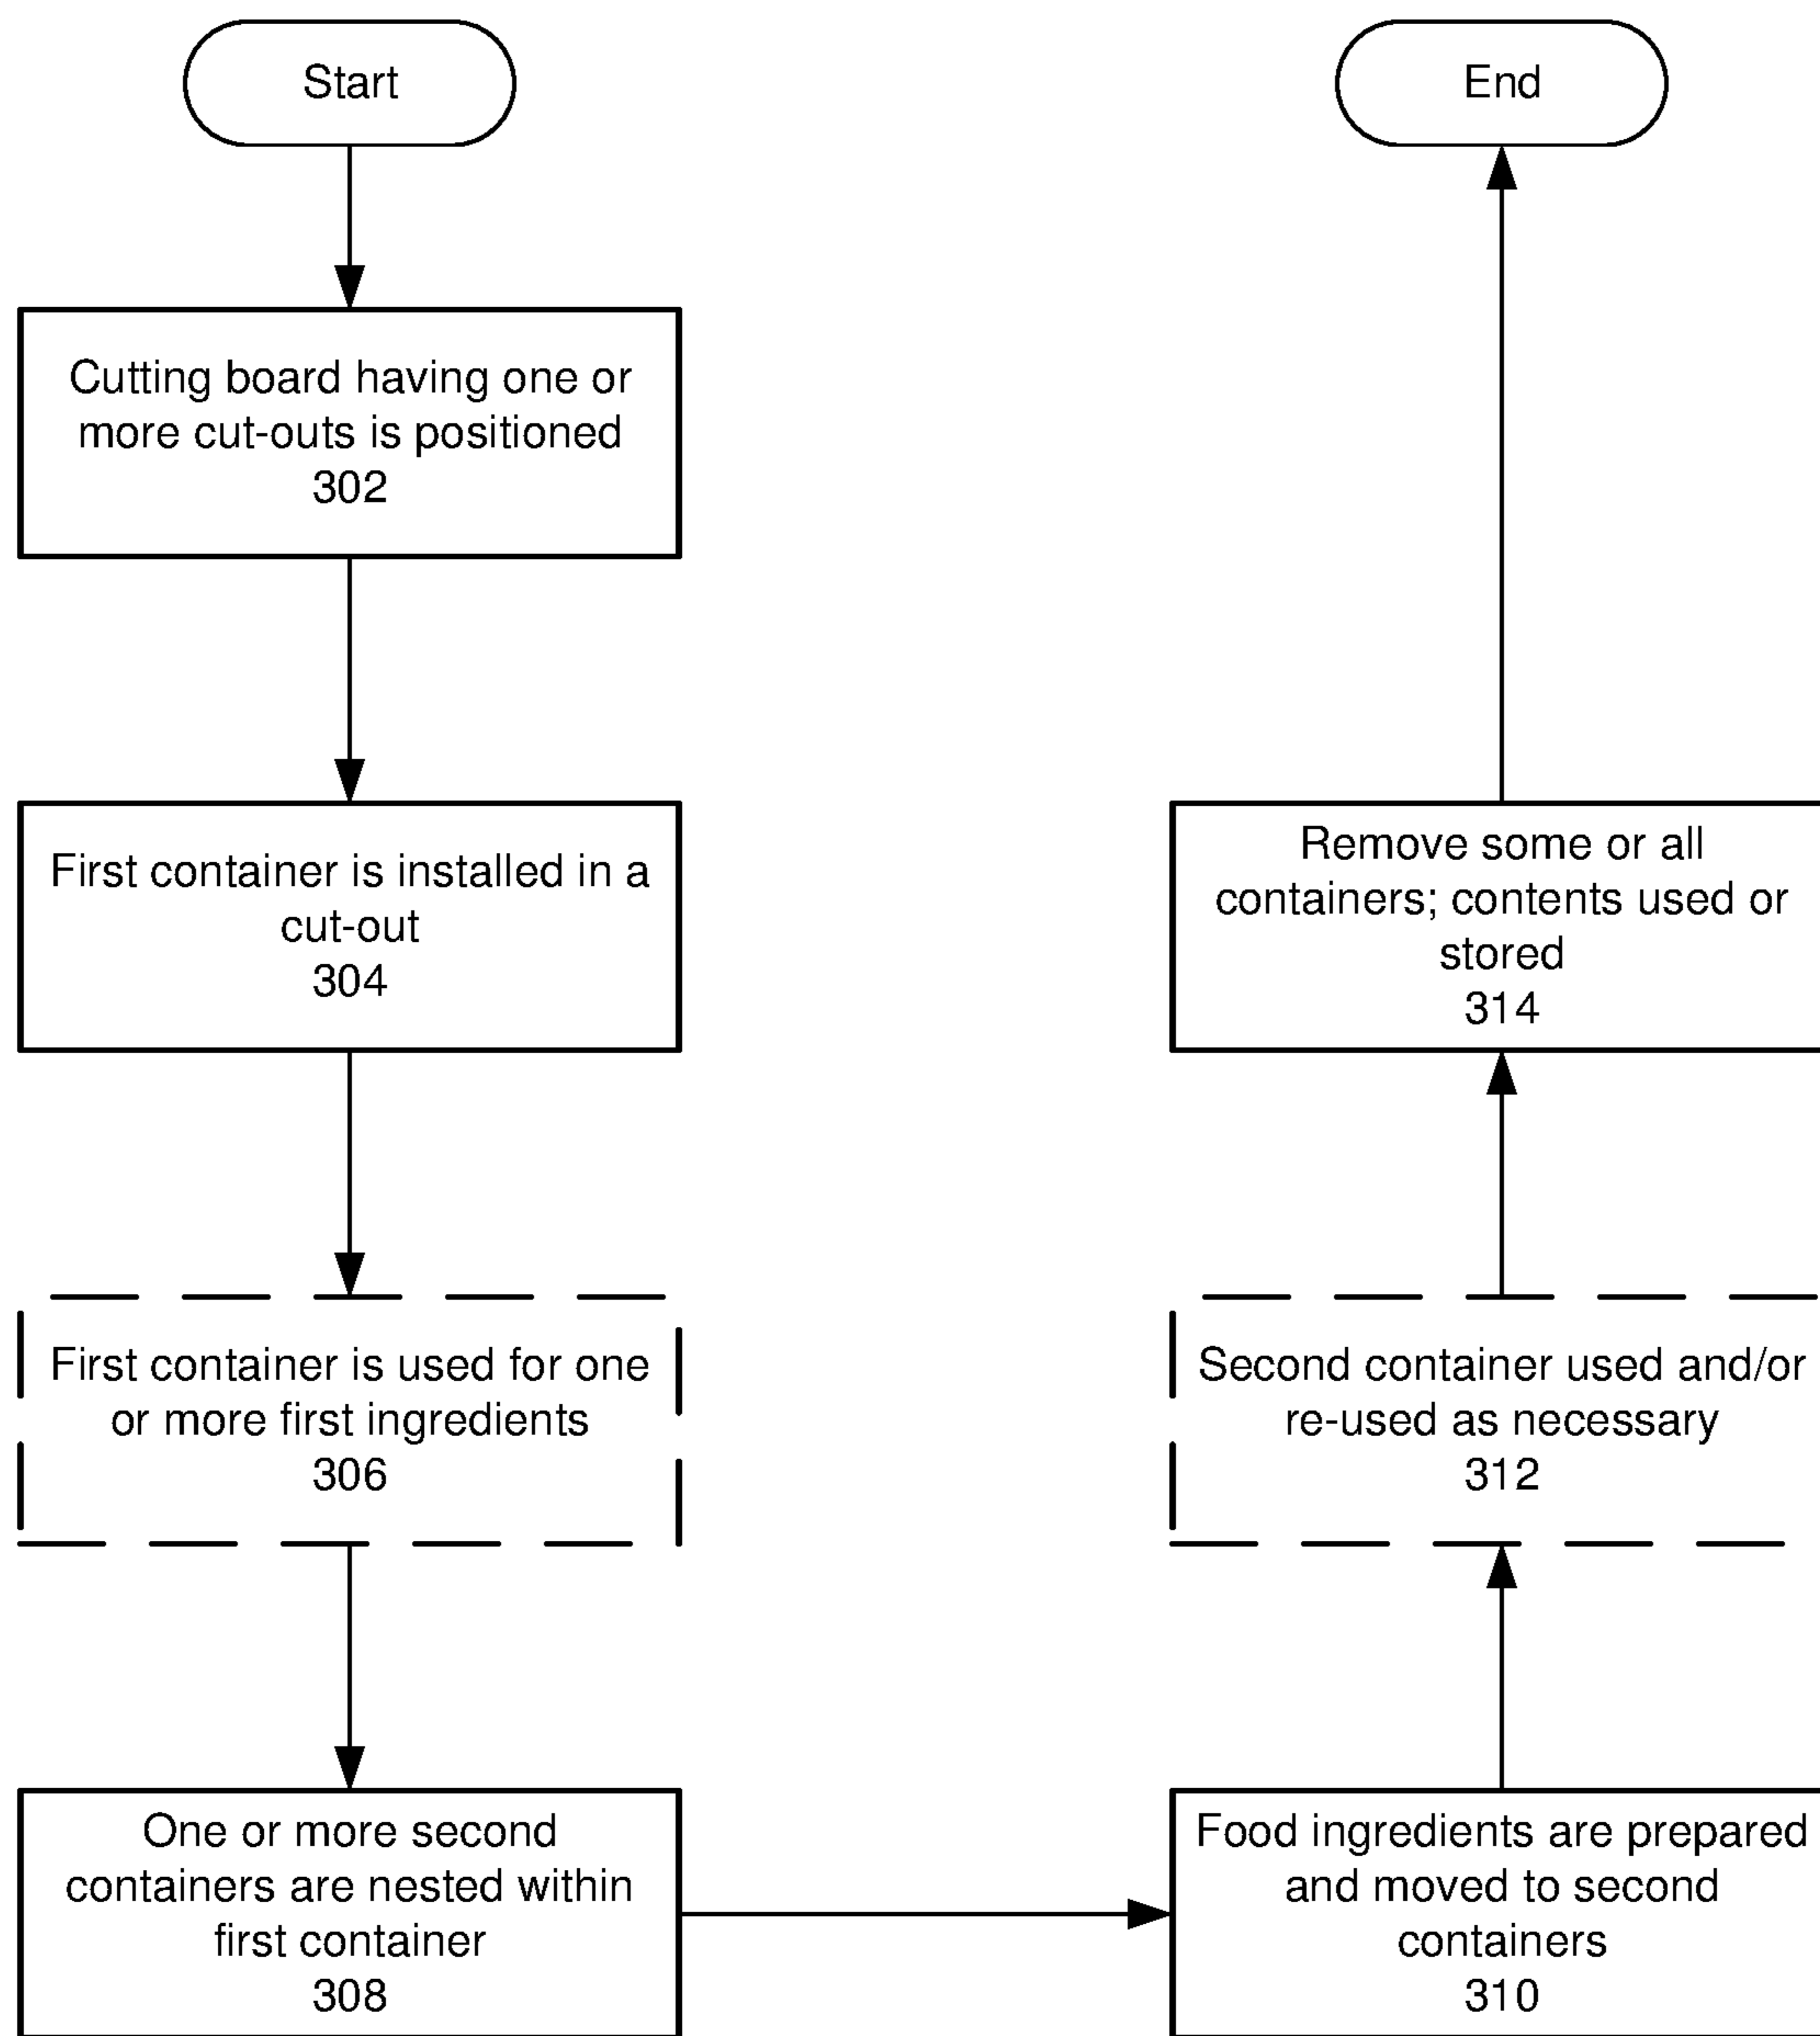 Start
Cutting board having one or
more cut-outs is positioned
302
First container is installed in a
cut-out
304
First container is used for one
or more first ingredients
306
One or more second
containers are nested within
first container
308
Food ingredients are prepared
and moved to second
containers
310
Second container used and/or
re-used as necessary
312
Remove some or all
containers; contents used or
stored
314
End